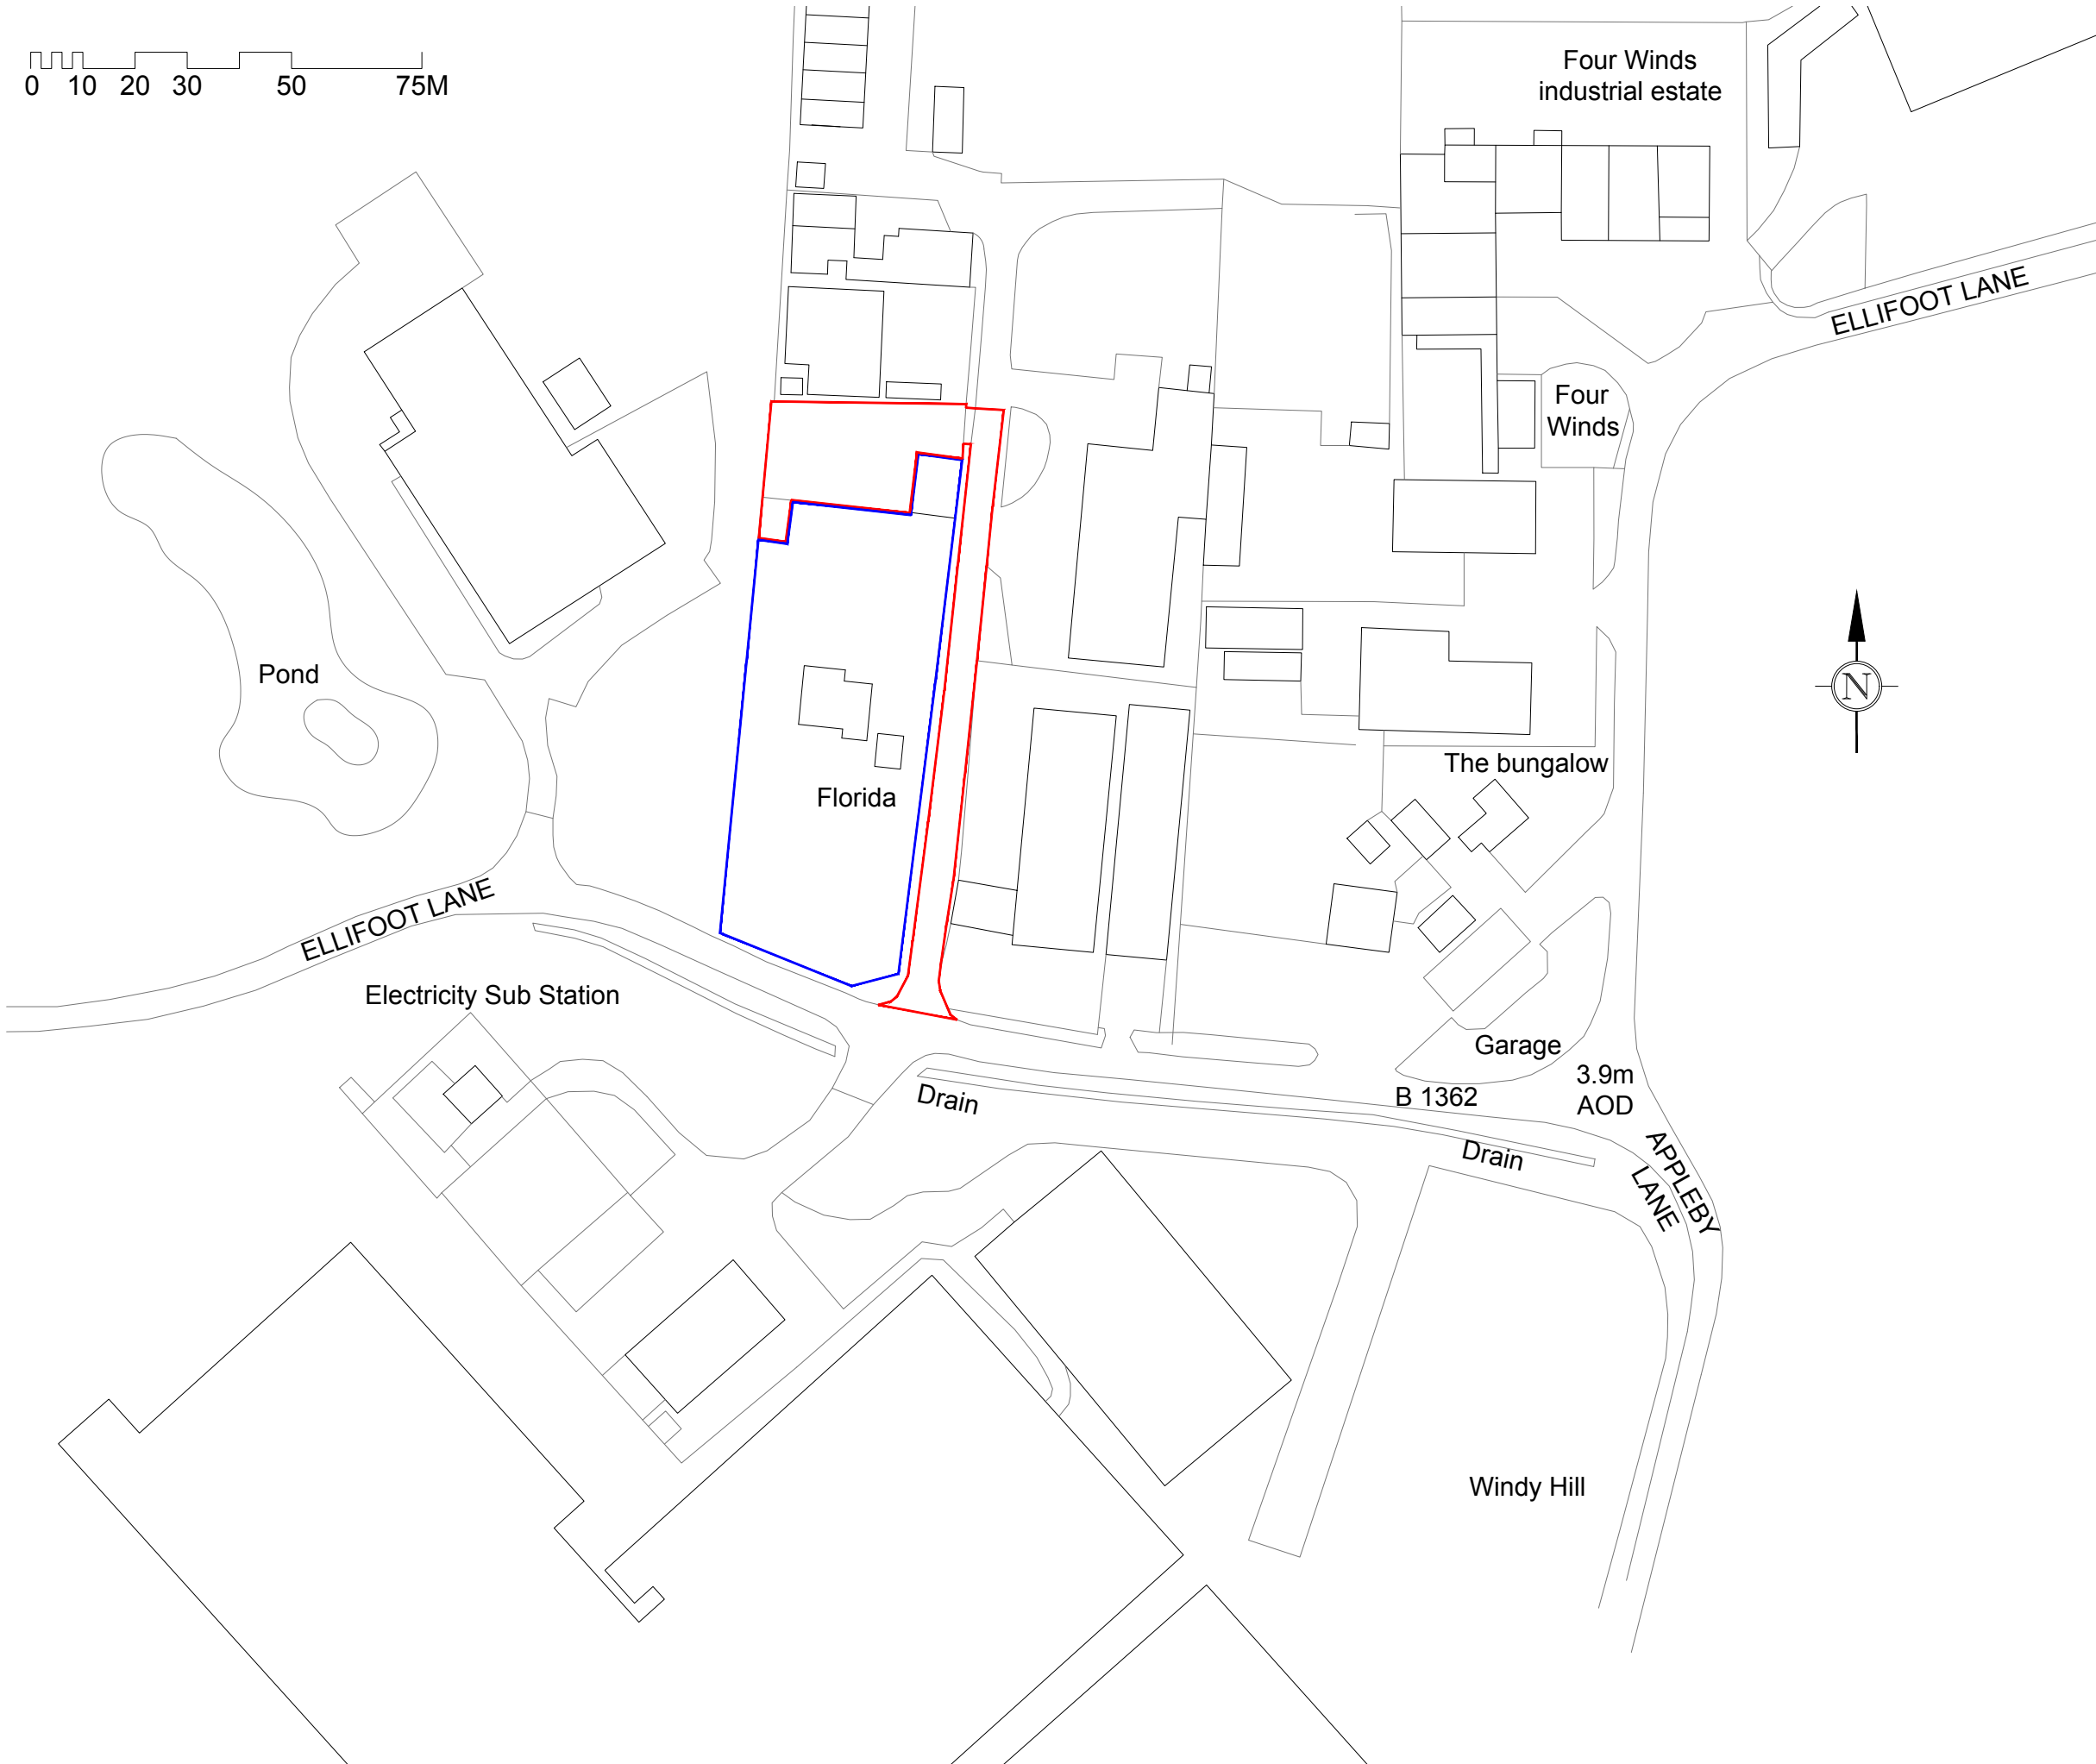 0 10 20 30 50 75M
Four Winds
industrial estate
ELLIFOOT LANE
Four
Winds
Pond
N
The bungalow
Florida
ELLIFOOT LANE
Electricity Sub Station
Garage
3.9m
AOD
B 1362
Drain
Drain
APPLEBY
LANE
Windy Hill